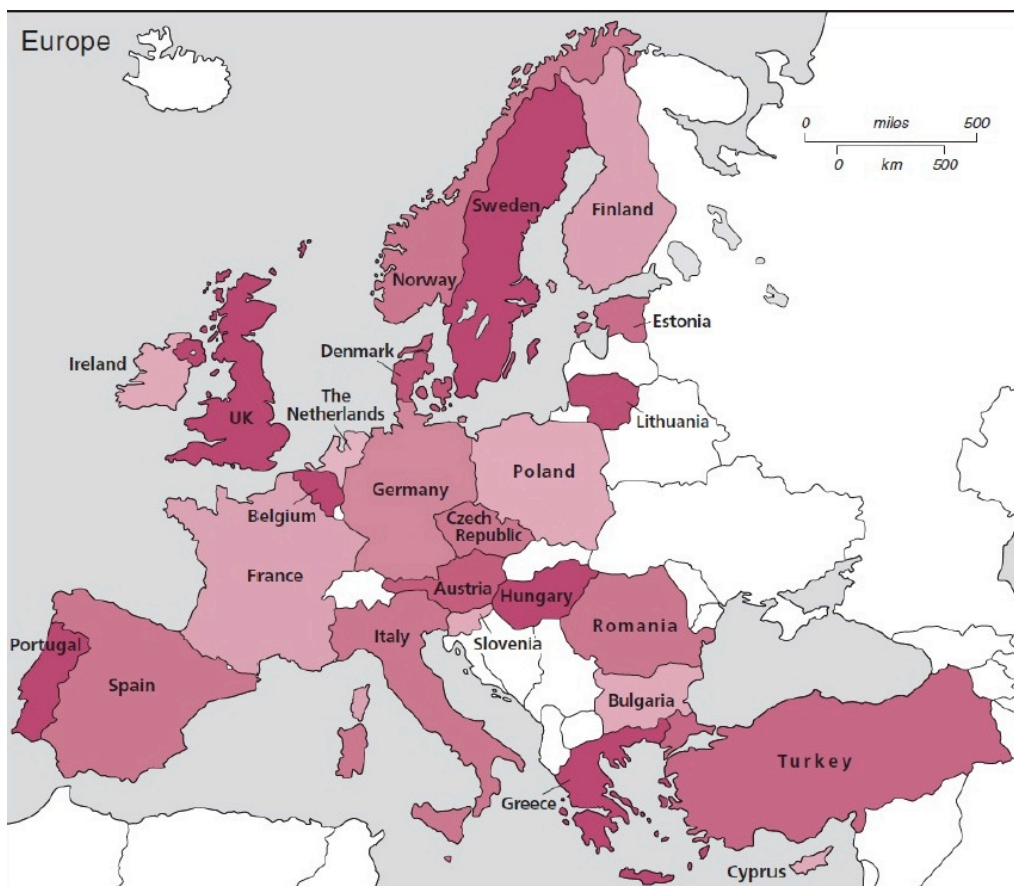 Europe
0 milos 500
0 km 500
Sweden
Finland
Norway
Estonia
Denmark
Ireland
The
Netherlands
Lithuania
UK
Poland
Germany
Belgium
Czech
Republic
France
Austria
Hungary
Portugal
Italy
Slovenia
Romania
Spain
Bulgaria
Turkey
Greece
Cyprus